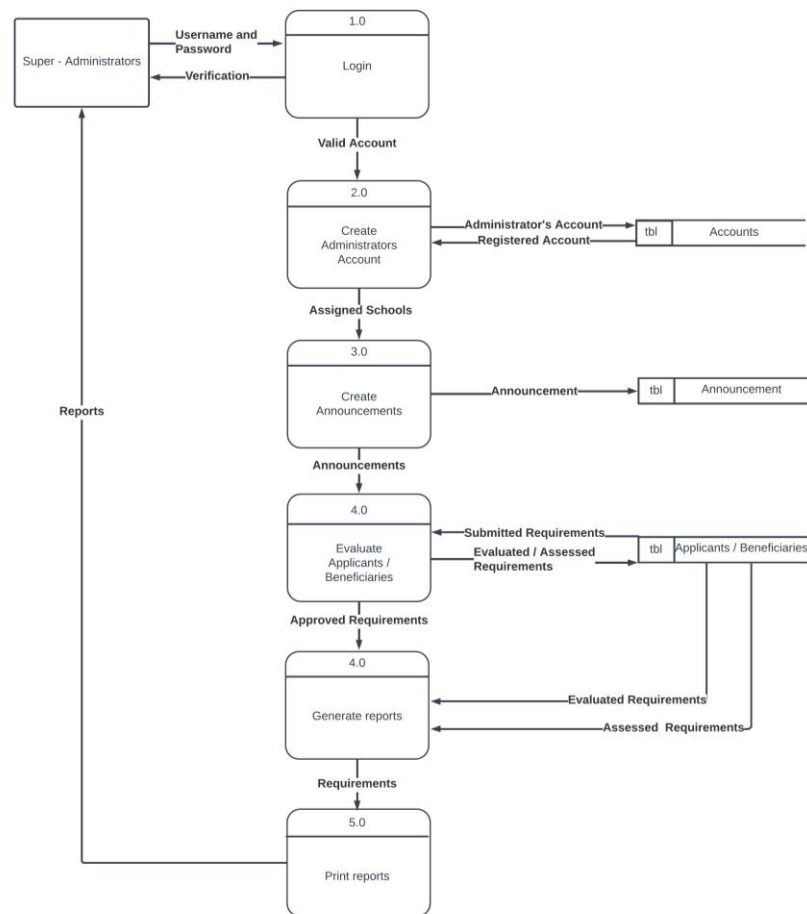 1.0
Username and
Password
Super - Administrators
Login
Verification
Valid Account
2.0
Create
Administrators
Account
Administrator's Account
Registered Account
tbl
Accounts
Assigned Schools
3.0
Create
Announcements
Announcement
tbl
Announcement
Reports
Announcements
4.0
Evaluate
Applicants /
Beneficiaries
Submitted Requirements
Evaluated / Assessed
Requirements
tbl
Applicants / Beneficiaries
Approved Requirements
4.0
Generate reports
Evaluated Requirements
Assessed Requirements
Requirements
5.0
Print reports